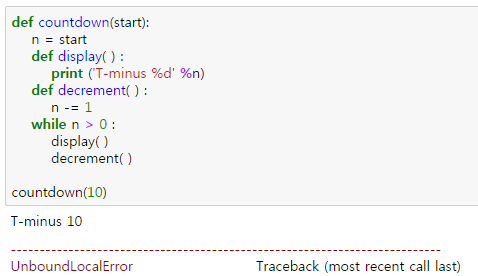 def countdown(start):
    n = start
    def display( ) :
        print ('T-minus %d' %n)
    def decrement( ) :
        n -= 1
    while n > 0 :
        display( )
        decrement( )

countdown(10)
T-minus 10
---------------------------------------------------------------------------
UnboundLocalError                         Traceback (most recent call last)